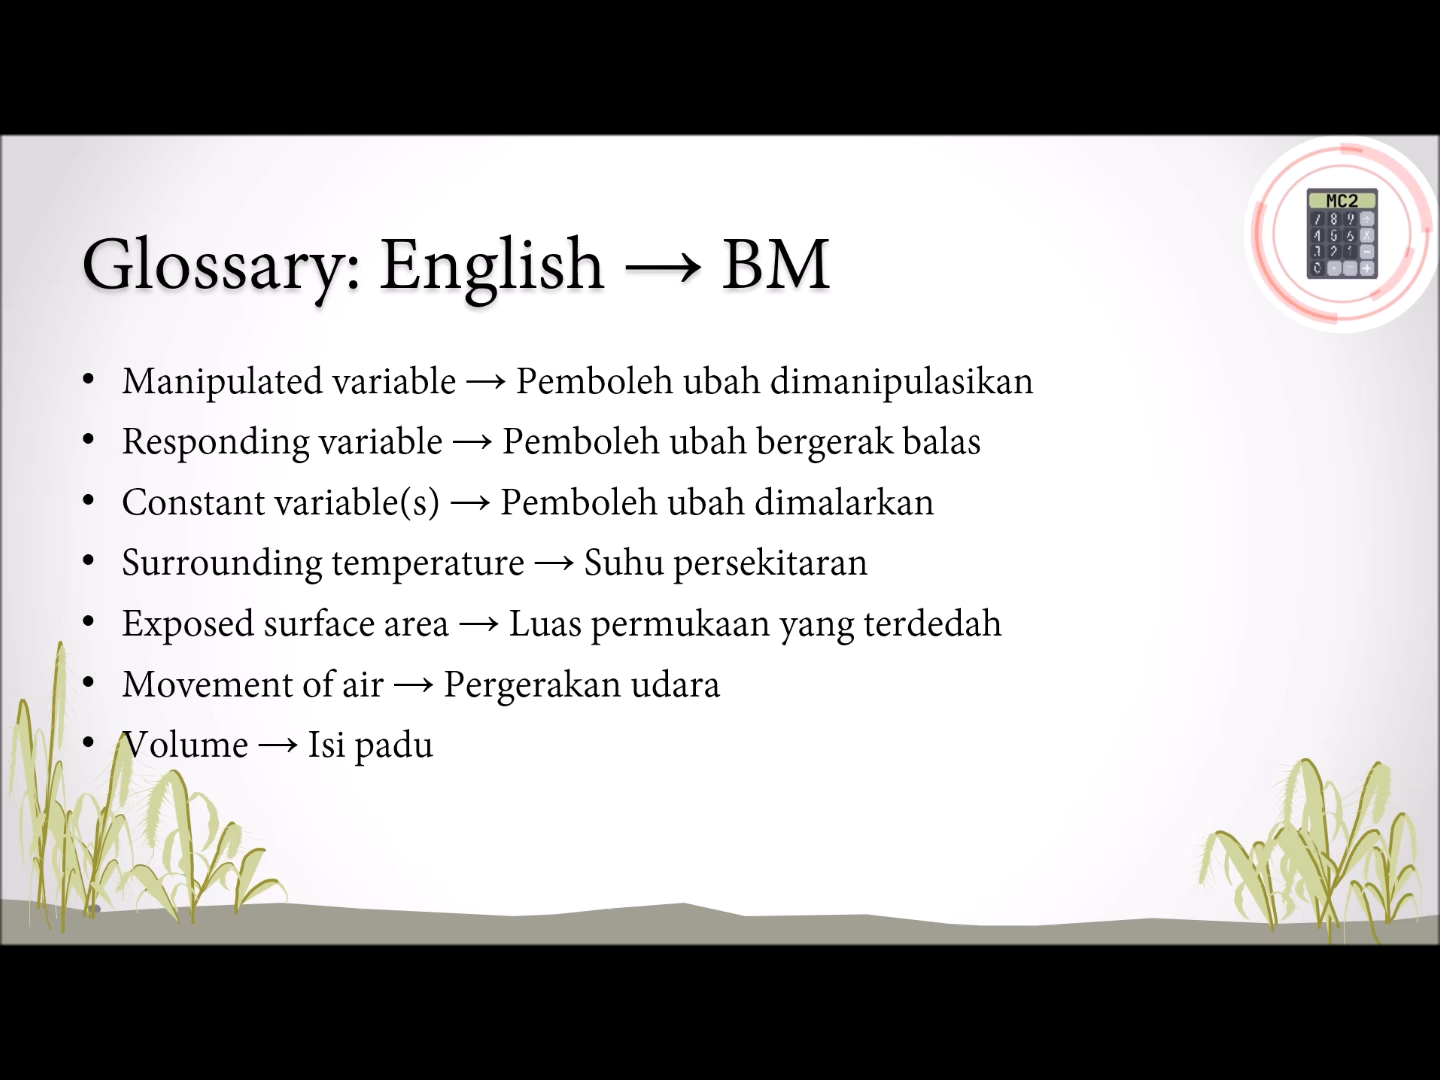 MC2
Glossary: English → BM
• Manipulated variable → Pemboleh ubah dimanipulasikan
• Responding variable → Pemboleh ubah bergerak balas
• Constant variable(s) → Pemboleh ubah dimalarkan
• Surrounding temperature → Suhu persekitaran
• Exposed surface area → Luas permukaan yang terdedah
• Movement of air → Pergerakan udara
• Volume → Isi padu